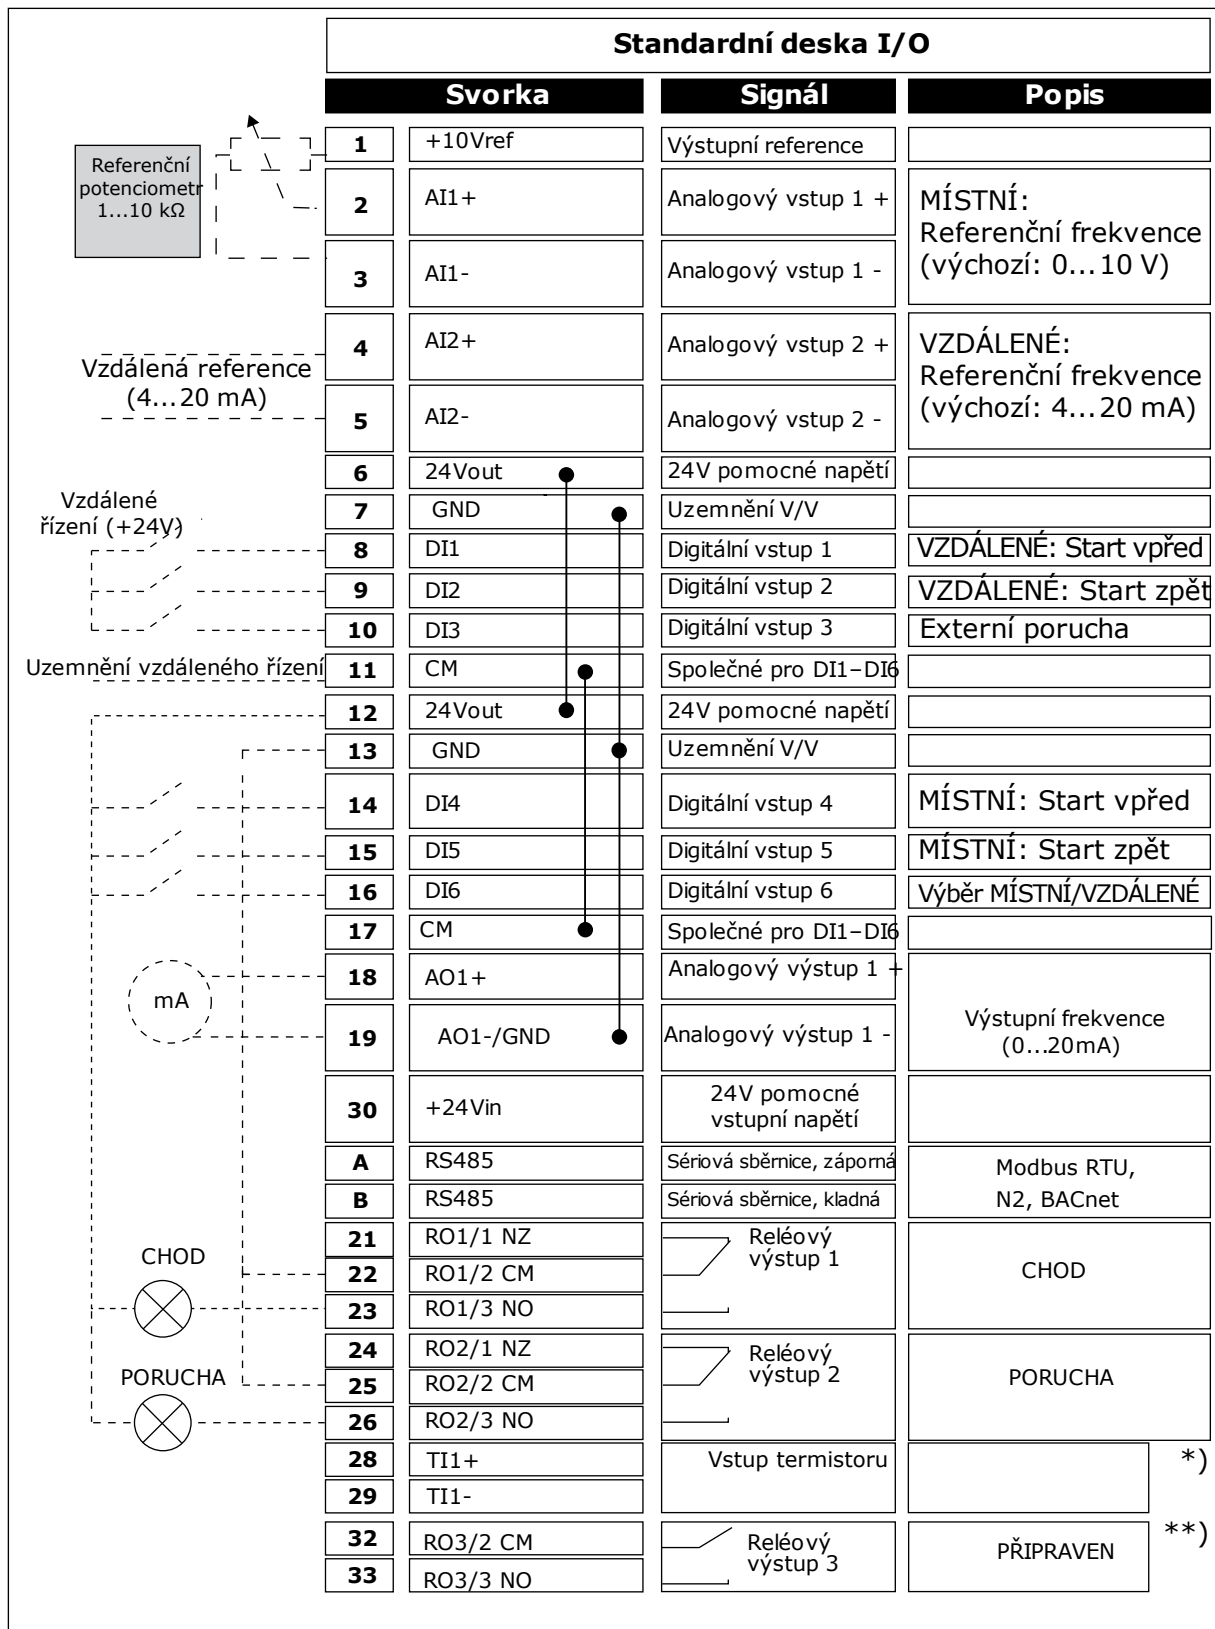 Standardní deska I/O
Svorka Signál Popis
Referenční
potenciometr
1...10 kΩ
1 +10Vref Výstupní reference
2 AI1+ Analogový vstup 1 +
3 AI1- Analogový vstup 1 -
MÍSTNÍ:
Referenční frekvence
(výchozí: 0...10 V)
Vzdálená reference
(4...20 mA)
4 AI2+ Analogový vstup 2 +
5 AI2- Analogový vstup 2 -
VZDÁLENÉ:
Referenční frekvence
(výchozí: 4...20 mA)
6 24Vout 24V pomocné napětí
7 GND Uzemnění V/V
Vzdálené
řízení (+24V)
8 DI1 Digitální vstup 1 VZDÁLENÉ: Start vpřed
9 DI2 Digitální vstup 2 VZDÁLENÉ: Start zpět
10 DI3 Digitální vstup 3 Externí porucha
Uzemnění vzdáleného řízení 11 CM Společné pro DI1–DI6
12 24Vout 24V pomocné napětí
13 GND Uzemnění V/V
14 DI4 Digitální vstup 4 MÍSTNÍ: Start vpřed
15 DI5 Digitální vstup 5 MÍSTNÍ: Start zpět
16 DI6 Digitální vstup 6 Výběr MÍSTNÍ/VZDÁLENÉ
17 CM Společné pro DI1–DI6
mA
18 AO1+ Analogový výstup 1 +
19 AO1-/GND Analogový výstup 1 -
Výstupní frekvence
(0...20mA)
30 +24Vin 24V pomocné
vstupní napětí
A RS485 Sériová sběrnice, záporná
B RS485 Sériová sběrnice, kladná
Modbus RTU,
N2, BACnet
CHOD
21 RO1/1 NZ
22 RO1/2 CM
23 RO1/3 NO
Reléový
výstup 1
CHOD
PORUCHA
24 RO2/1 NZ
25 RO2/2 CM
26 RO2/3 NO
Reléový
výstup 2
PORUCHA
28 TI1+ Vstup termistoru *)
29 TI1-
32 RO3/2 CM
33 RO3/3 NO
Reléový
výstup 3
PŘIPRAVEN **)